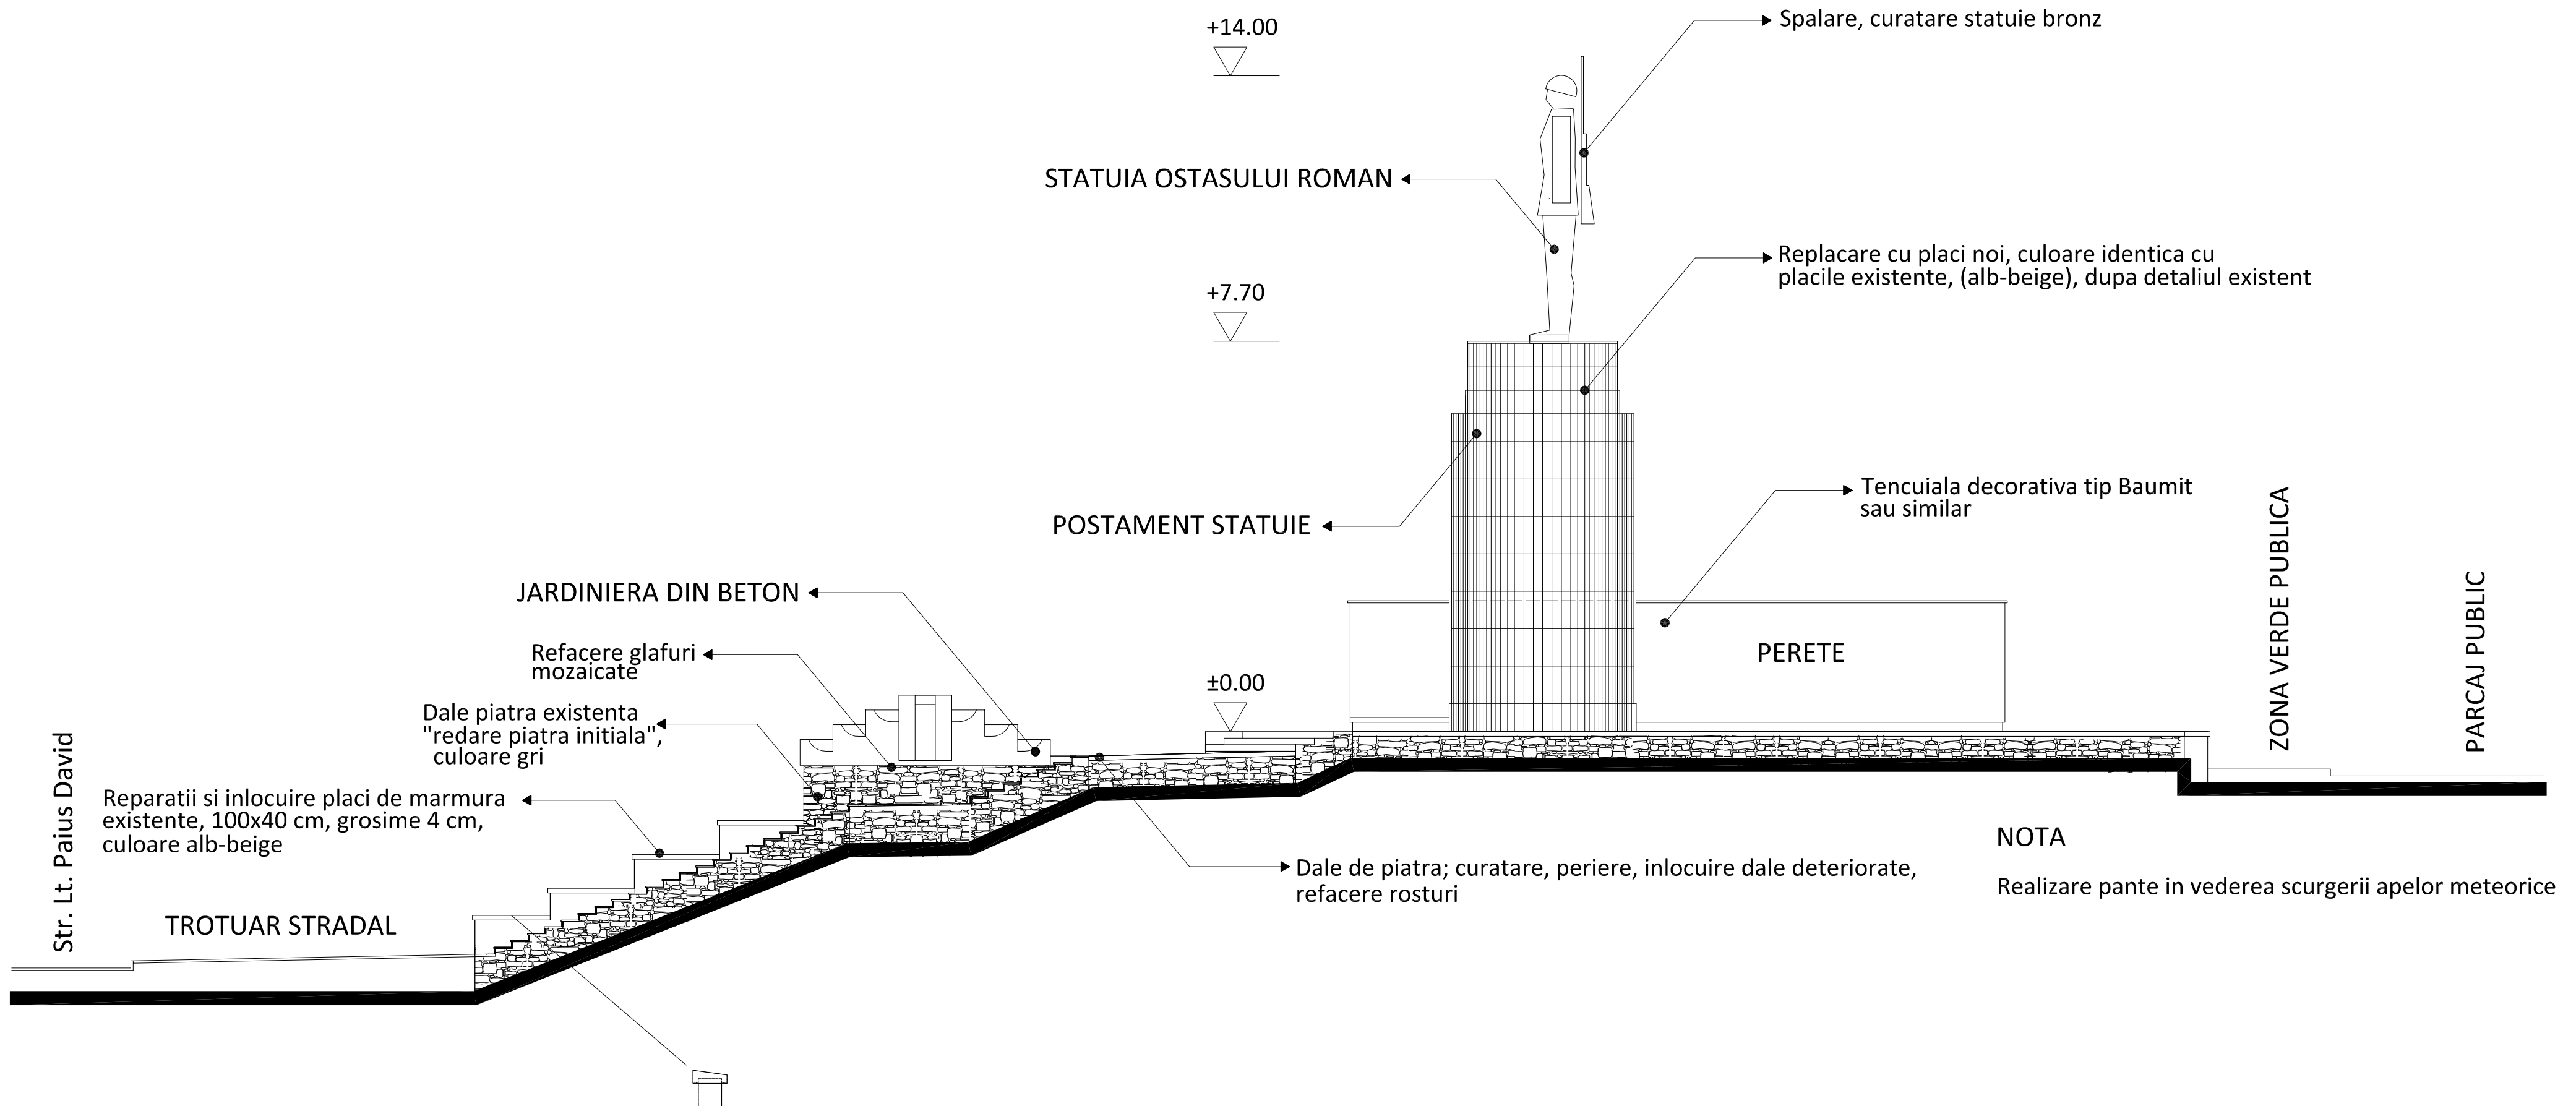 +14.00
Spalare, curatare statuie bronz
STATUIA OSTASULUI ROMAN
Replacare cu placi noi, culoare identica cu
placile existente, (alb-beige), dupa detaliul existent
+7.70
Tencuiala decorativa tip Baumit
sau similar
POSTAMENT STATUIE
ZONA VERDE PUBLICA
PARCAJ PUBLIC
JARDINIERA DIN BETON
Refacere glafuri
mozaicate
PERETE
±0.00
Dale piatra existenta
"redare piatra initiala",
culoare gri
Str. Lt. Paius David
Reparatii si inlocuire placi de marmura
existente, 100x40 cm, grosime 4 cm,
culoare alb-beige
TROTUAR STRADAL
Dale de piatra; curatare, periere, inlocuire dale deteriorate,
refacere rosturi
NOTA
Realizare pante in vederea scurgerii apelor meteorice